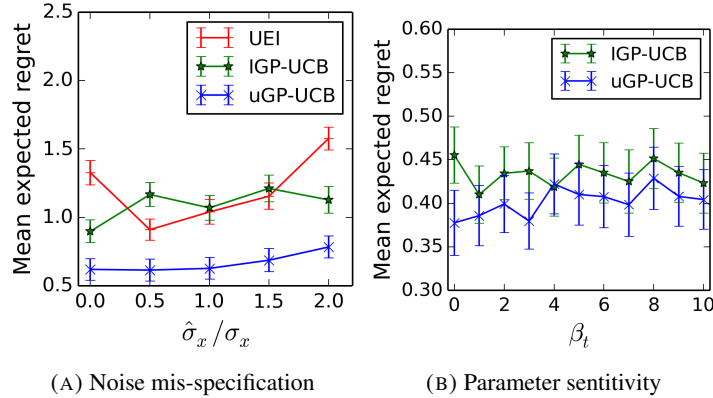 2.5
2.0
1.5
1.0
0.5
Mean expected regret
UEI
IGP-UCB
uGP-UCB
0.0 0.5 1.0 1.5 2.0
σ̂ₓ/σₓ
(A) Noise mis-specification
0.60
0.55
0.50
0.45
0.40
0.35
0.30
Mean expected regret
IGP-UCB
uGP-UCB
0 2 4 6 8 10
βₜ
(B) Parameter sentitivity